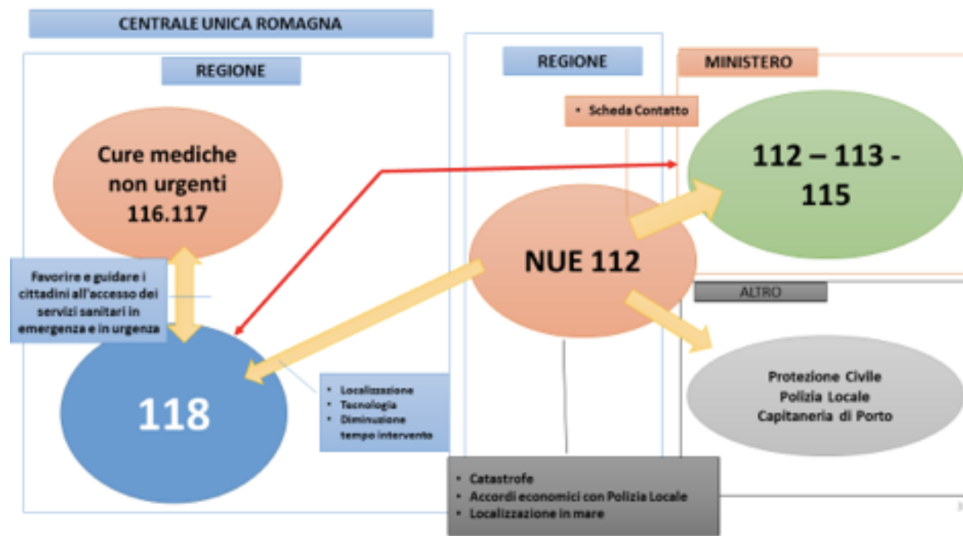 CENTRALE UNICA ROMAGNA
REGIONE
Cure mediche
non urgenti
116.117
Favorire e guidare i
cittadini all'accesso dei
servizi sanitari in
emergenza e in urgenza
118
• Localizzazione
• Tecnologia
• Diminuzione
tempo intervento
REGIONE
• Scheda Contatto
NUE 112
• Catastrofe
• Accordi economici con Polizia Locale
• Localizzazione in mare
MINISTERO
112 – 113 -
115
ALTRO
Protezione Civile
Polizia Locale
Capitaneria di Porto